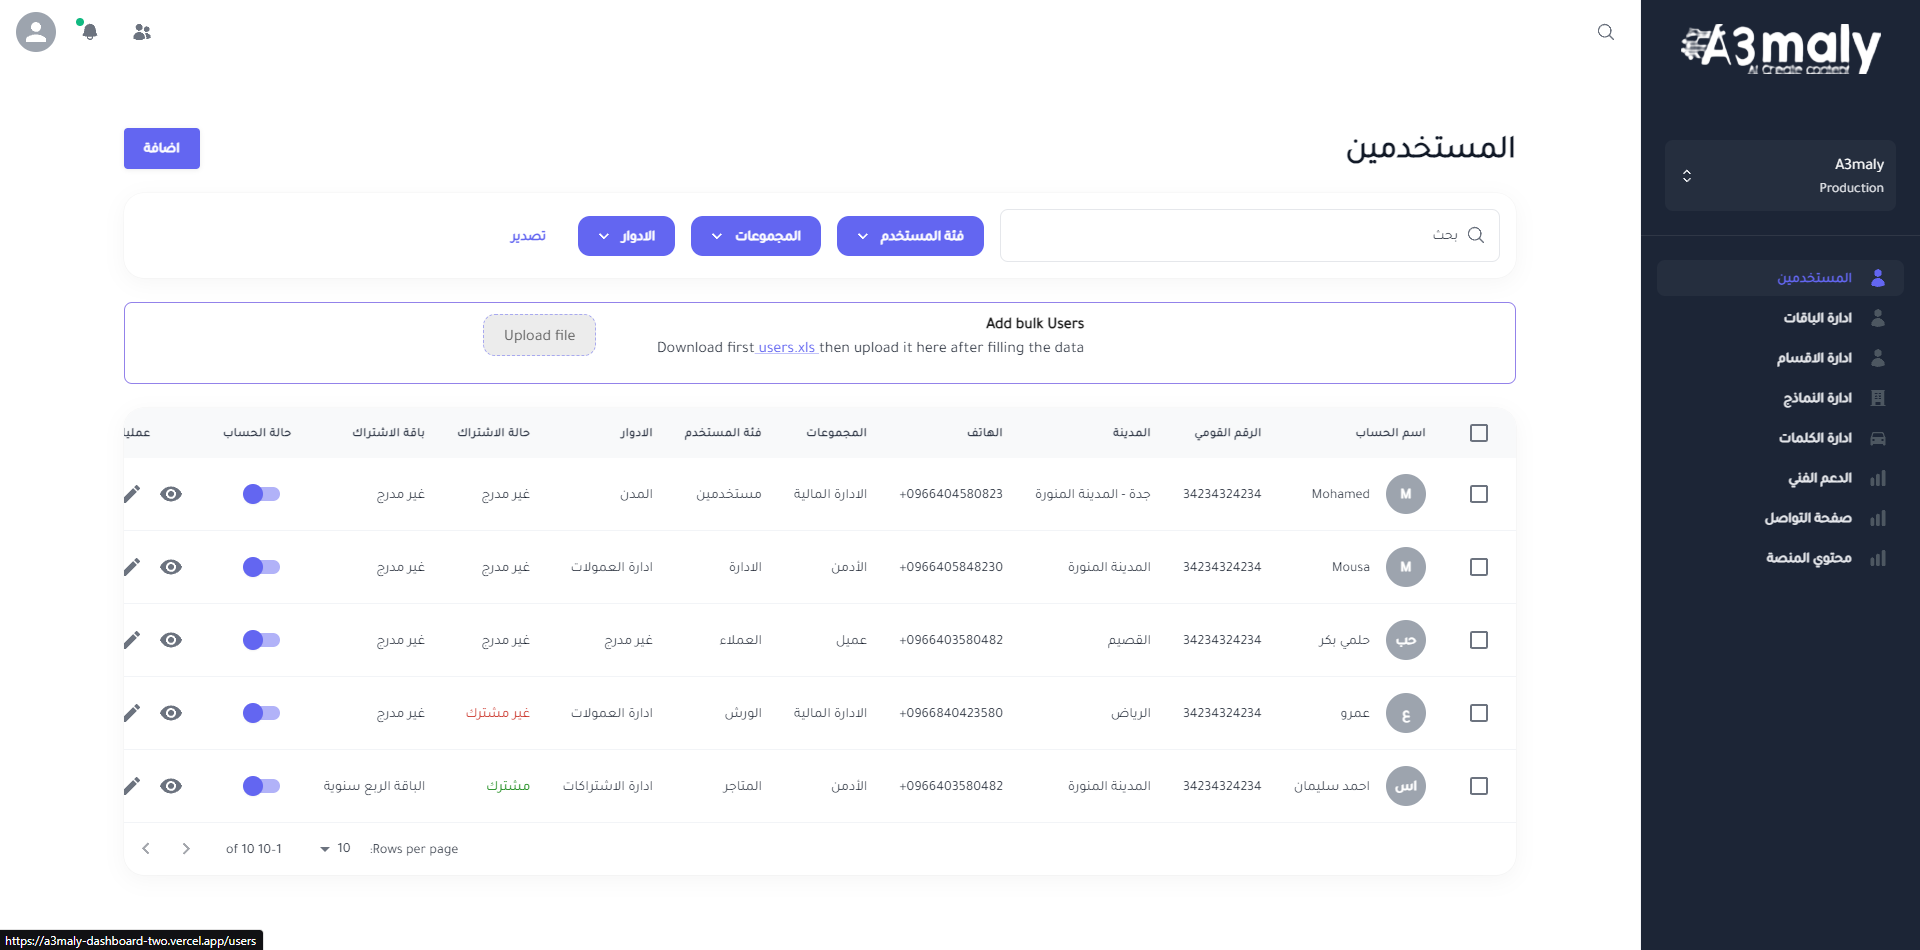 A3maly
AI Create content
A3maly
Production
المستخدمين
ادارة الباقات
ادارة الاقسام
ادارة النماذج
ادارة الكلمات
الدعم الفني
صفحة التواصل
محتوي المنصة
المستخدمين
اضافة
بحث
فئة المستخدم
المجموعات
الادوار
تصدير
Add bulk Users
Download first users.xls then upload it here after filling the data
Upload file
اسم الحساب الرقم القومي المدينة الهاتف المجموعات فئة المستخدم الادوار حالة الاشتراك باقة الاشتراك حالة الحساب عمليا
M Mohamed 34234324234 جدة - المدينة المنورة +0966404580823 الادارة المالية مستخدمين المدن غير مدرج غير مدرج
M Mousa 34234324234 المدينة المنورة +0966405848230 الأدمن الادارة ادارة العمولات غير مدرج غير مدرج
حب حلمي بكر 34234324234 القصيم +0966403580482 عميل العملاء غير مدرج غير مدرج غير مدرج
ع عمرو 34234324234 الرياض +0966840423580 الادارة المالية الورش ادارة العمولات غير مشترك غير مدرج
اس احمد سليمان 34234324234 المدينة المنورة +0966403580482 الأدمن المتاجر ادارة الاشتراكات مشترك الباقة الربع سنوية
:Rows per page 10 of 10 10-1
https://a3maly-dashboard-two.vercel.app/users